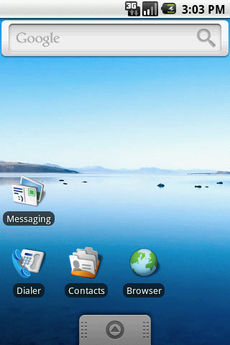 3G
3:03 PM
Google
Messaging
Dialer
Contacts
Browser